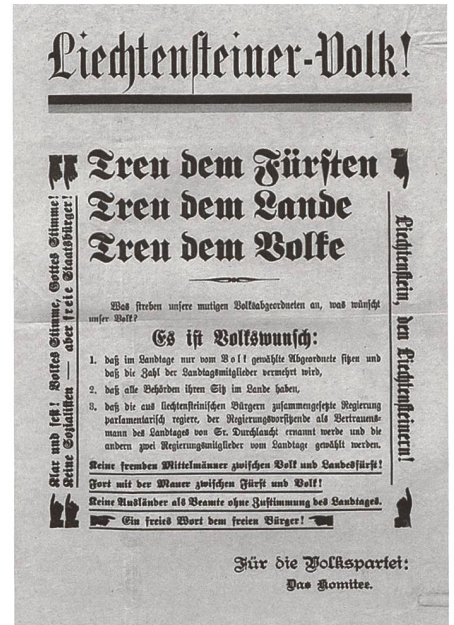 Liechtensteiner-Volk!
Treu dem Fürsten
Treu dem Lande
Treu dem Volke
Was streben unsere mutigen Volksabgeordneten an, was wünscht
unser Volk?
Es ist Volkswunsch:
1. daß im Landtage nur vom Volk gewählte Abgeordnete sitzen und
daß die Zahl der Landtagsmitglieder vermehrt wird,
2. daß alle Behörden ihren Sitz im Lande haben,
3. daß die aus liechtensteinischen Bürgern zusammengesetzte Regierung
parlamentarisch regiere, der Regierungsvorsitzende als Vertrauens-
mann des Landtages von Sr. Durchlaucht ernannt werde und die
andern zwei Regierungsmitglieder vom Landtage gewählt werden.
Keine fremden Mittelmänner zwischen Volk und Landesfürst!
Fort mit der Mauer zwischen Fürst und Volk!
Keine Ausländer als Beamte ohne Zustimmung des Landtages.
Ein freies Wort dem freien Bürger!
Klar und fest! Volkes Stimme, Gottes Stimme!
Keine Sozialisten — aber freie Staatsbürger!
Liechtenstein, den Liechtensteinern!
Für die Volkspartei:
Das Komitee.